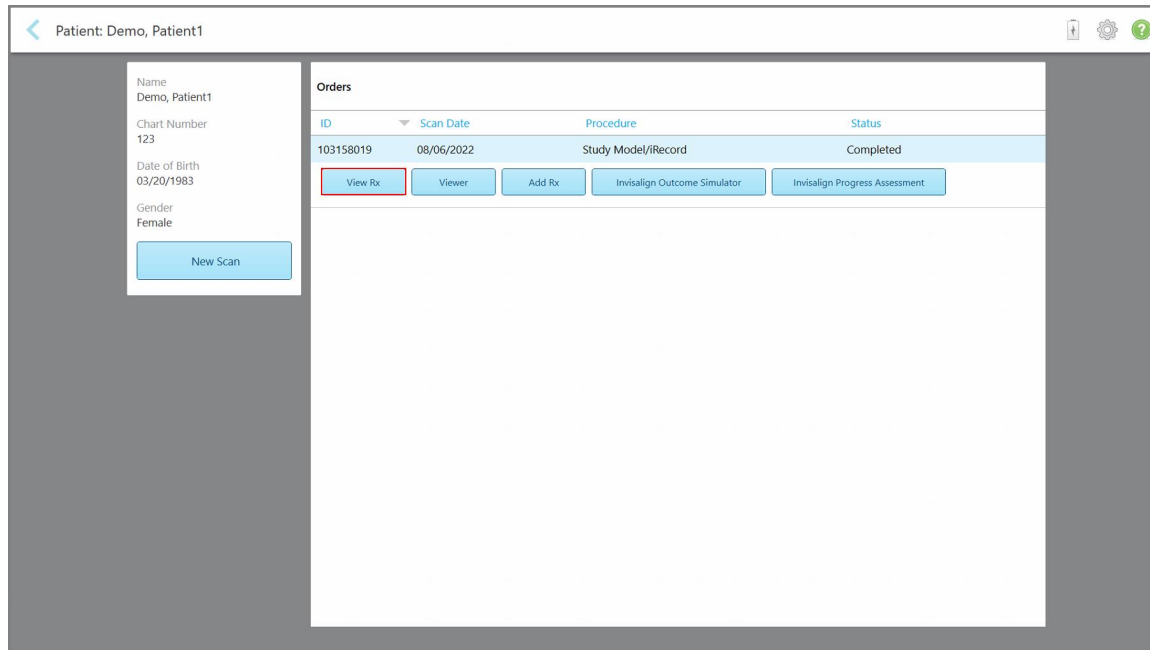 Patient: Demo, Patient1
Name
Demo, Patient1
Chart Number
123
Date of Birth
03/20/1983
Gender
Female
New Scan
Orders
ID Scan Date Procedure Status
103158019 08/06/2022 Study Model/iRecord Completed
View Rx Viewer Add Rx Invisalign Outcome Simulator Invisalign Progress Assessment
?